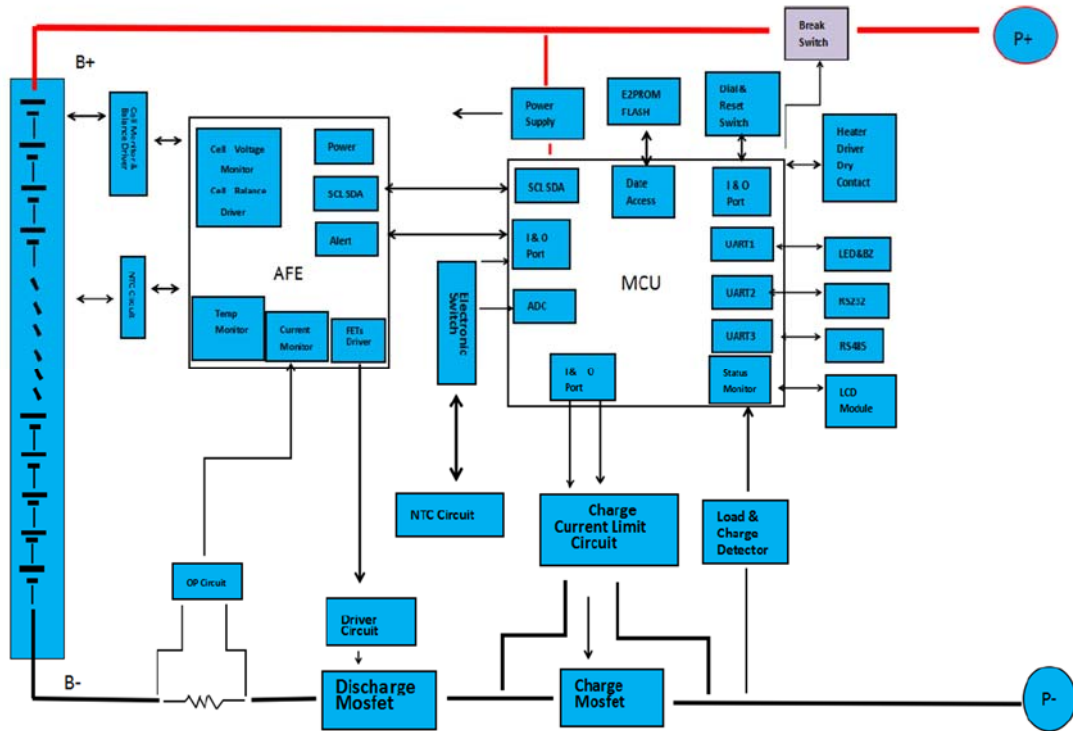 Break
Switch
P+
B+
Cell Monitor &
Balance Driver
Power
Supply
E2PROM
FLASH
Dial &
Reset
Switch
Heater
Driver
Dry
Contact
Cell Voltage
Monitor
Cell Balance
Driver
Power
SCL SDA
Alert
AFE
SCL SDA
Date
Access
I & O
Port
I & O
Port
UART1
LED&BZ
MCU
NTC Circuit
Electronic
Switch
ADC
UART2
RS232
Temp
Monitor
Current
Monitor
FETs
Driver
UART3
RS485
I & O
Port
Status
Monitor
LCD
Module
NTC Circuit
Charge
Current Limit
Circuit
Load &
Charge
Detector
OP Circuit
Driver
Circuit
B-
Discharge
Mosfet
Charge
Mosfet
P-